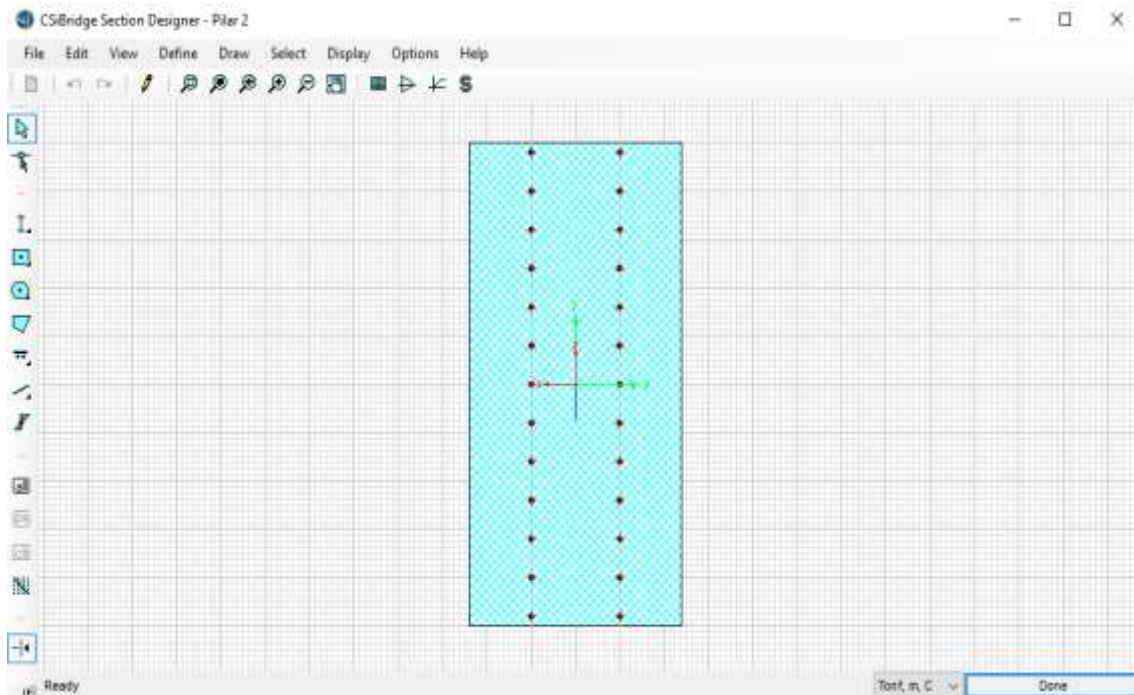 CSiBridge Section Designer - Pilar 2
File Edit View Define Draw Select Display Options Help
S
Ready
Tonf, m, C
Done